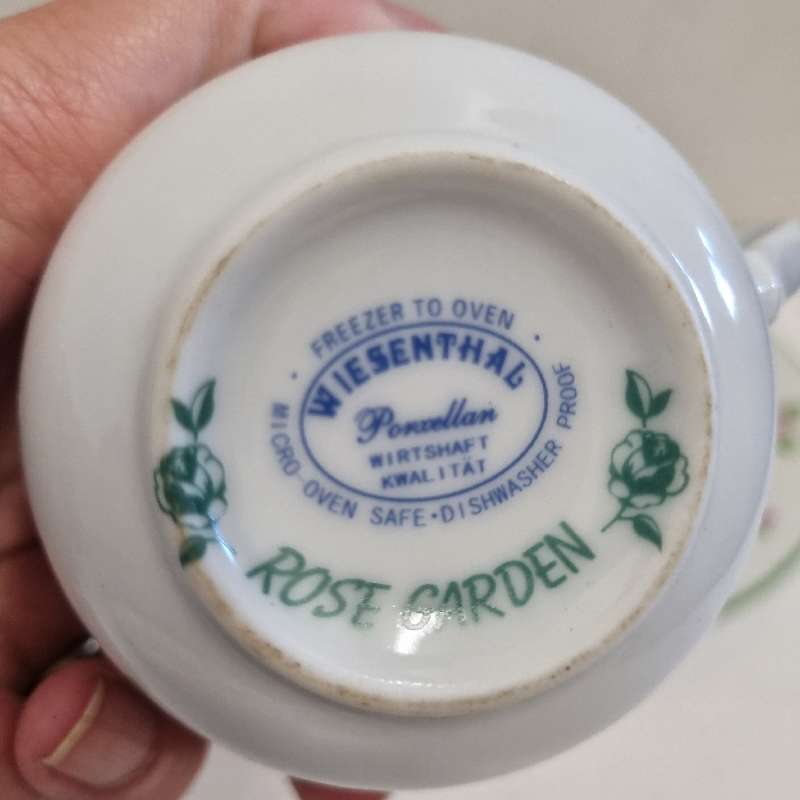 FREEZER TO OVEN
WIESENTHAL
Porzellan
WIRTSHAFT
KWALITÄT
MICRO-OVEN SAFE•DISHWASHER PROOF
ROSE GARDEN